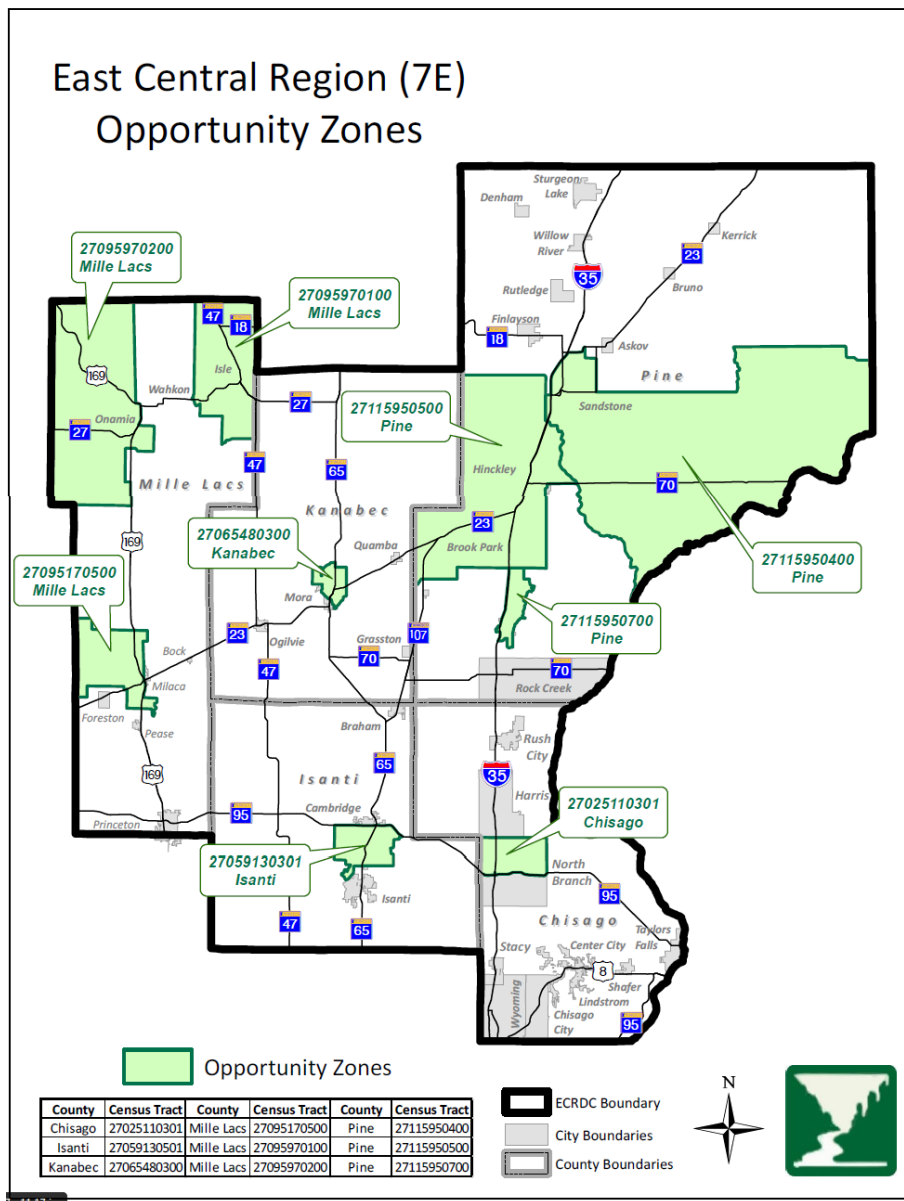 East Central Region (7E)
Opportunity Zones
Sturgeon
Lake
Denham
Willow
River
Kerrick
23
35
Bruno
Rutledge
Finlayson
18
Askov
Pine
Sandstone
27095970200
Mille Lacs
27095970100
Mille Lacs
47
18
169
Isle
Wahkon
27
Onamia
27
27115950500
Pine
47
65
Hinckley
70
Mille Lacs
Kanabec
23
169
27065480300
Kanabec
Quamba
Brook Park
27115950400
Pine
27095170500
Mille Lacs
Mora
27115950700
Pine
23
Ogilvie
Grasston
107
Bock
47
70
70
Milaca
Rock Creek
Foreston
Pease
Braham
Rush
City
169
65
35
Isanti
Harris
95
Cambridge
27025110301
Chisago
Princeton
27059130301
Isanti
North
Branch
Isanti
95
47
65
Chisago
Taylors
Falls
Stacy
Center City
8
Shafer
Lindstrom
Wyoming
Chisago
City
95
Opportunity Zones
County Census Tract County Census Tract County Census Tract
Chisago 27025110301 Mille Lacs 27095170500 Pine 27115950400
Isanti 27059130501 Mille Lacs 27095970100 Pine 27115950500
Kanabec 27065480300 Mille Lacs 27095970200 Pine 27115950700
ECRDC Boundary
City Boundaries
County Boundaries
N